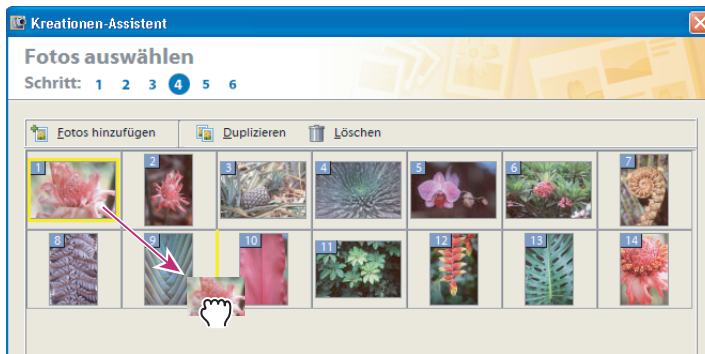 Kreationen-Assistent
Fotos auswählen
Schritt: 1 2 3 4 5 6
Fotos hinzufügen Duplizieren Löschen
1 2 3 4 5 6 7
8 9 10 11 12 13 14